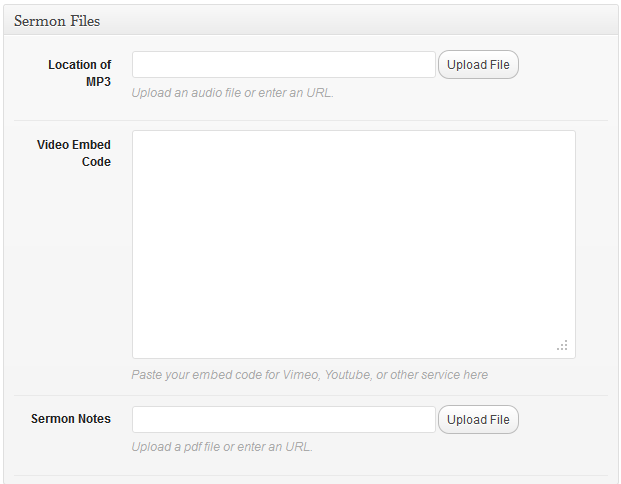 Sermon Files
Location of
MP3
Upload File
Upload an audio file or enter an URL.
Video Embed
Code
Paste your embed code for Vimeo, Youtube, or other service here
Sermon Notes
Upload File
Upload a pdf file or enter an URL.